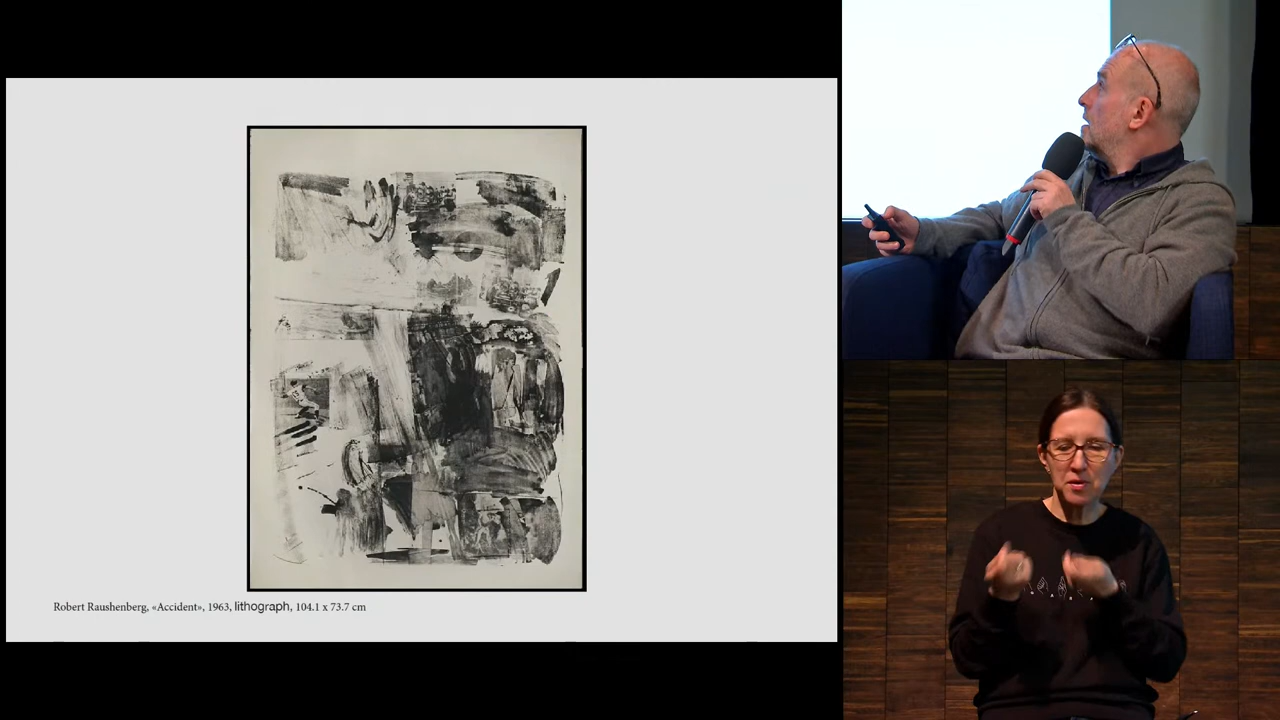 Robert Raushenberg, «Accident», 1963, lithograph, 104.1 x 73.7 cm